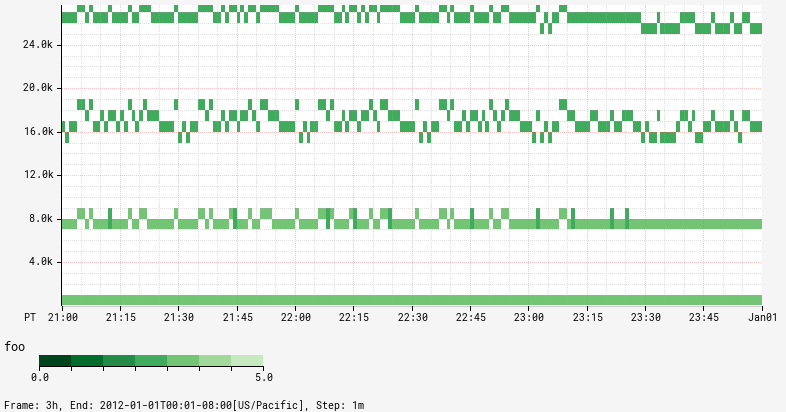 24.0k
20.0k
16.0k
12.0k
8.0k
4.0k
PT 21:00 21:15 21:30 21:45 22:00 22:15 22:30 22:45 23:00 23:15 23:30 23:45 Jan01
foo
0.0 5.0
Frame: 3h, End: 2012-01-01T00:01-08:00[US/Pacific], Step: 1m